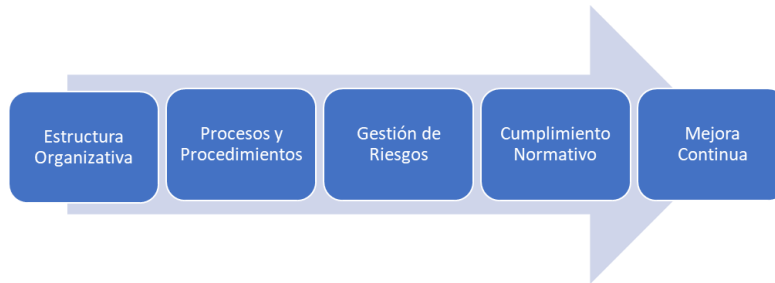 Estructura
Organizativa
Procesos y
Procedimientos
Gestión de
Riesgos
Cumplimiento
Normativo
Mejora
Continua